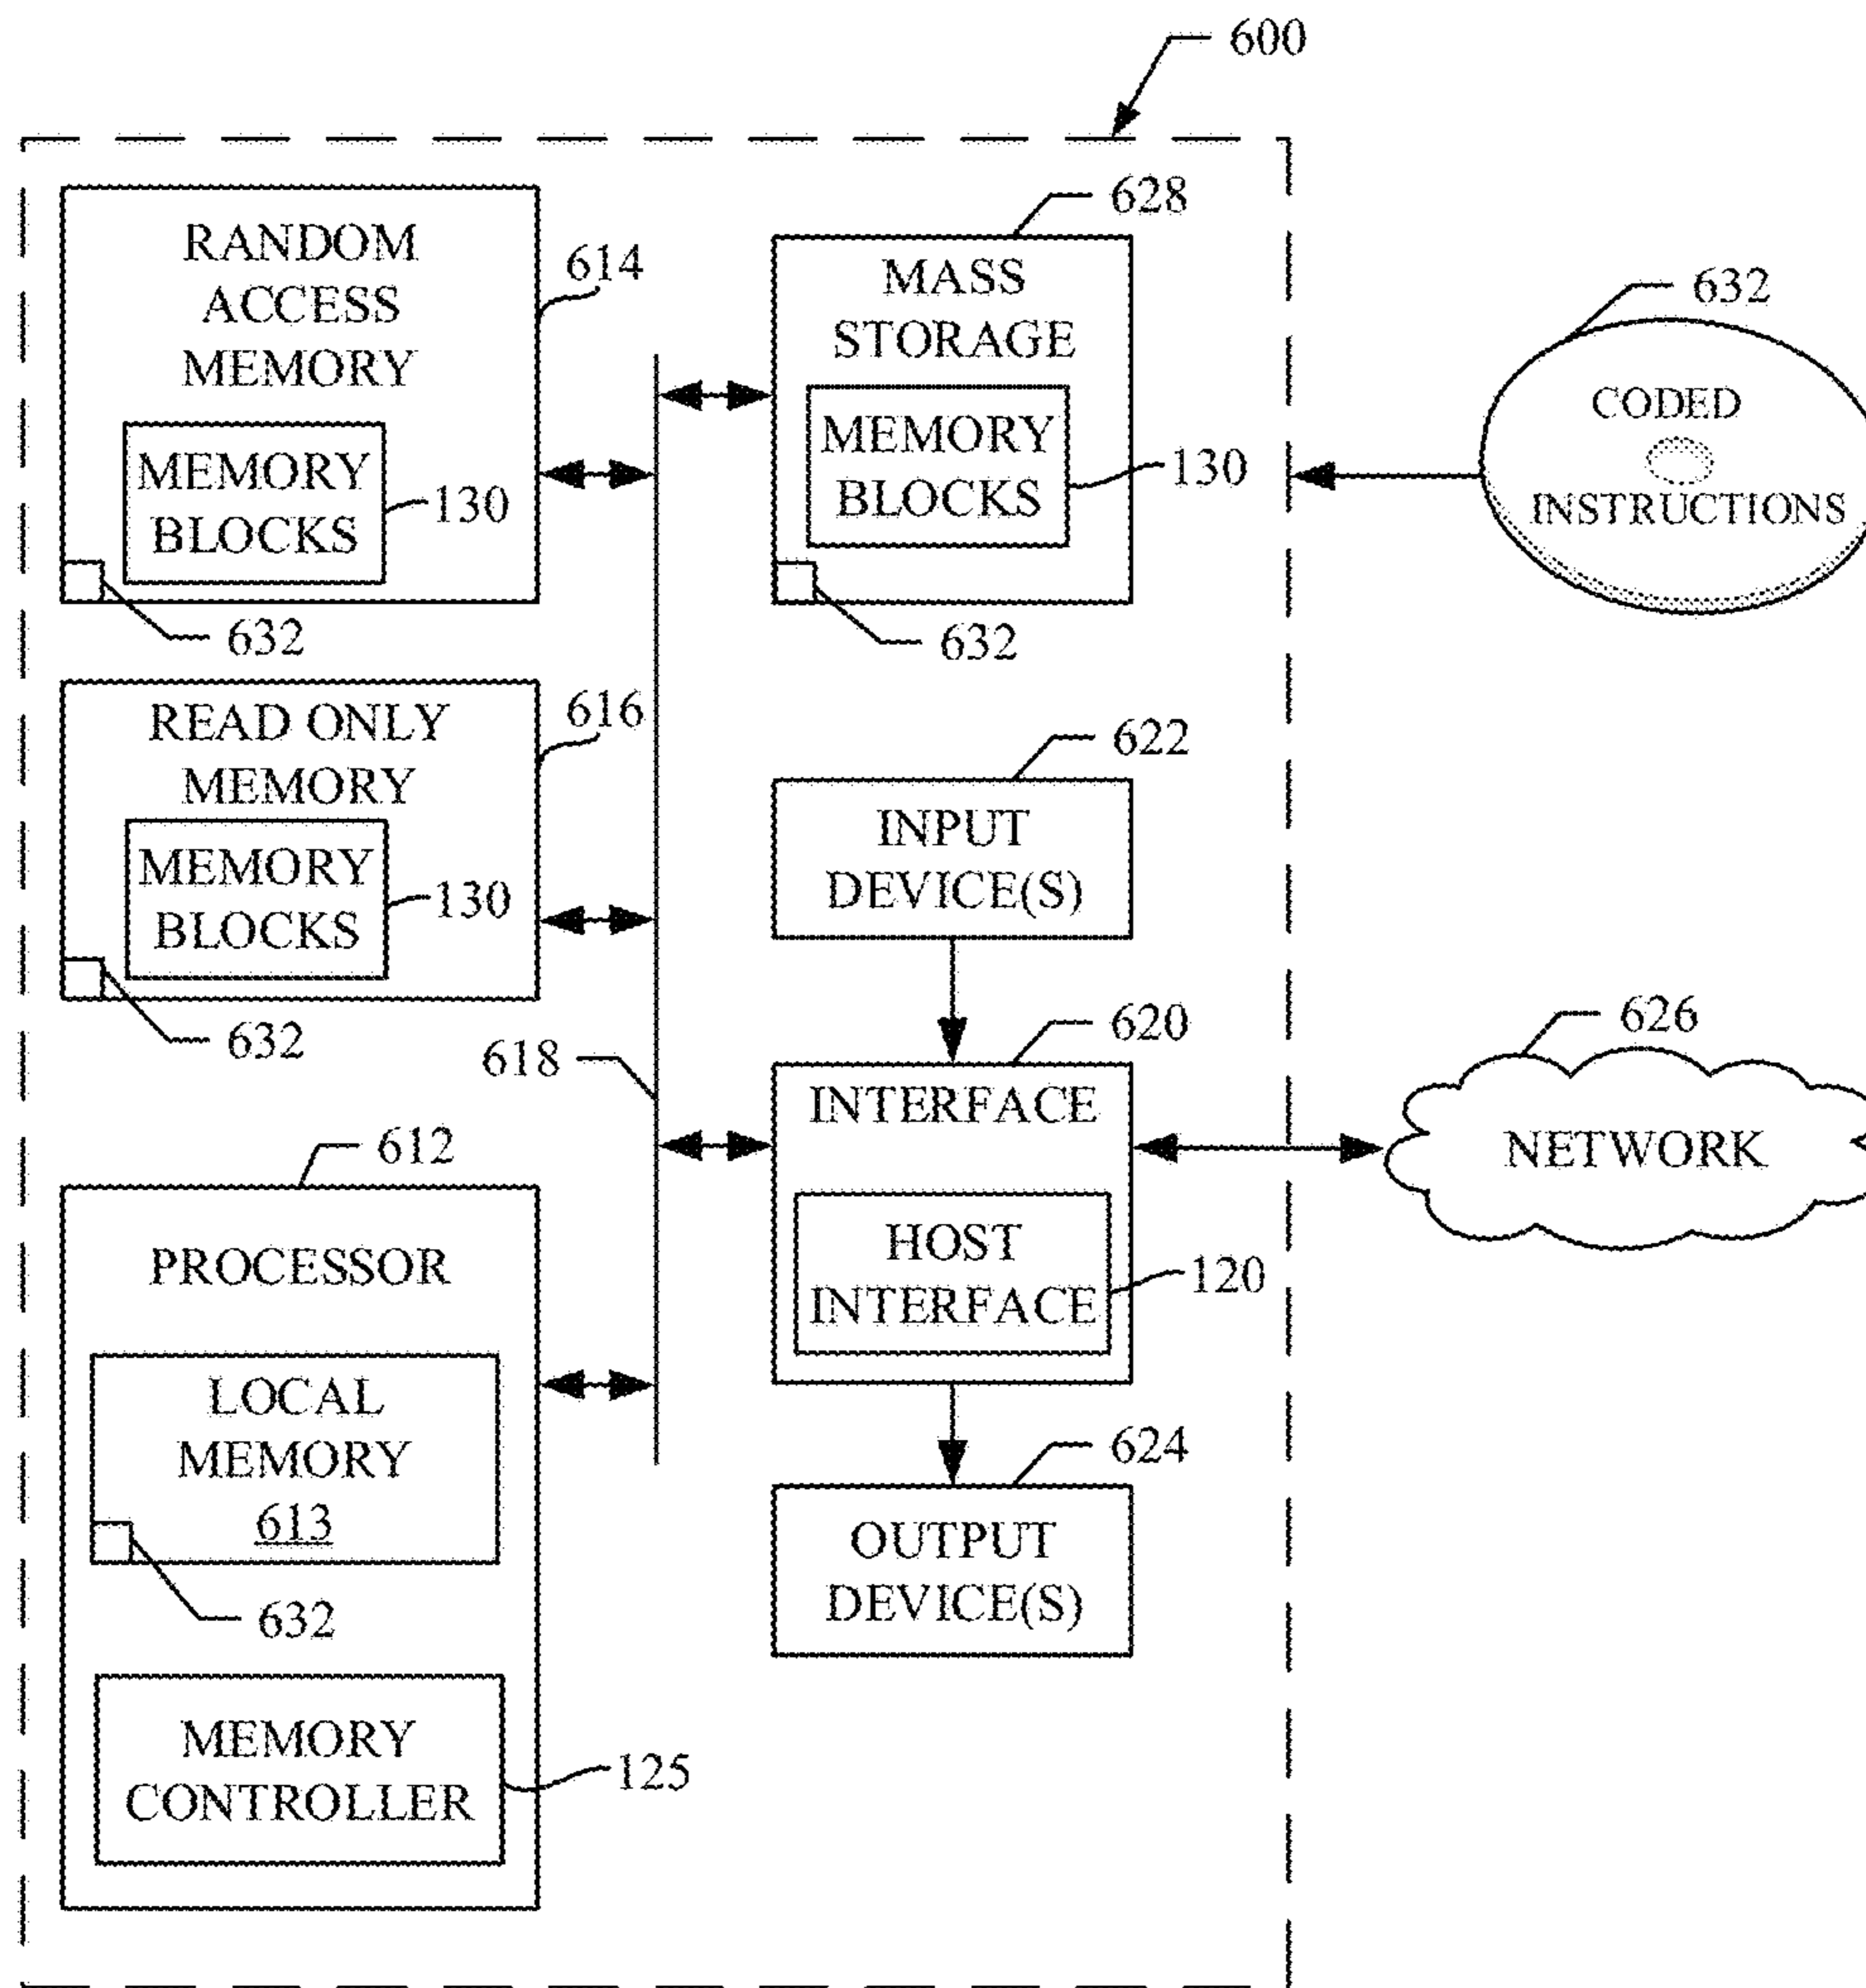 600
RANDOM
ACCESS
MEMORY
614
MEMORY
BLOCKS
130
632
628
MASS
STORAGE
MEMORY
BLOCKS
130
632
632
CODED
INSTRUCTIONS
READ ONLY
MEMORY
616
MEMORY
BLOCKS
130
632
622
INPUT
DEVICE(S)
618
620
INTERFACE
HOST
INTERFACE
120
626
NETWORK
612
PROCESSOR
LOCAL
MEMORY
613
632
MEMORY
CONTROLLER
125
624
OUTPUT
DEVICE(S)